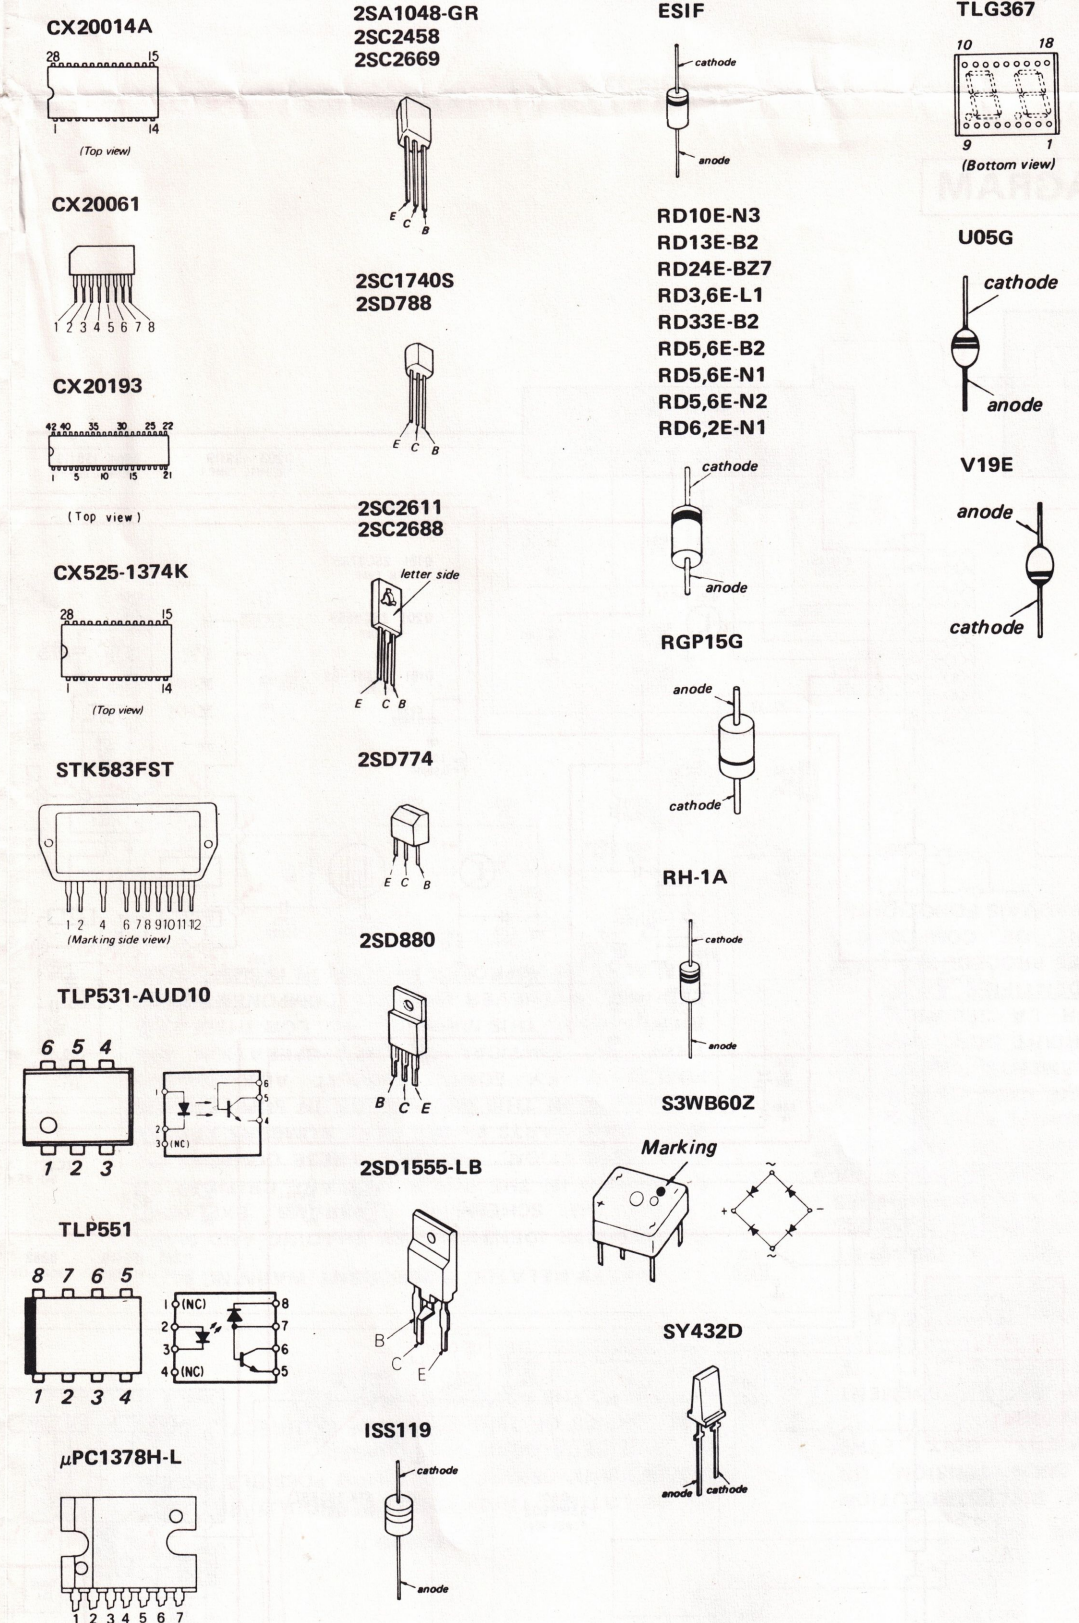 CX20014A
28 15
1 14
(Top view)
CX20061
1 2 3 4 5 6 7 8
CX20193
42 40 35 30 25 22
1 5 10 15 21
(Top view)
CX525-1374K
28 15
1 14
(Top view)
STK583FST
1 2 4 6 7 8 9 10 11 12
(Marking side view)
TLP531-AUD10
6 5 4
1 2 3
1
2
3 (NC)
6
5
4
TLP551
8 7 6 5
1 2 3 4
1 (NC)
2
3
4 (NC)
8
7
6
5
μPC1378H-L
1 2 3 4 5 6 7
2SA1048-GR
2SC2458
2SC2669
E C B
2SC1740S
2SD788
E C B
2SC2611
2SC2688
letter side
E C B
2SD774
E C B
2SD880
B C E
2SD1555-LB
B
C
E
ISS119
cathode
anode
ESIF
cathode
anode
RD10E-N3
RD13E-B2
RD24E-BZ7
RD3,6E-L1
RD33E-B2
RD5,6E-B2
RD5,6E-N1
RD5,6E-N2
RD6,2E-N1
cathode
anode
RGP15G
anode
cathode
RH-1A
cathode
anode
S3WB60Z
Marking
~
+ -
~
~
+ -
~
SY432D
anode cathode
TLG367
10 18
9 1
(Bottom view)
U05G
cathode
anode
V19E
anode
cathode